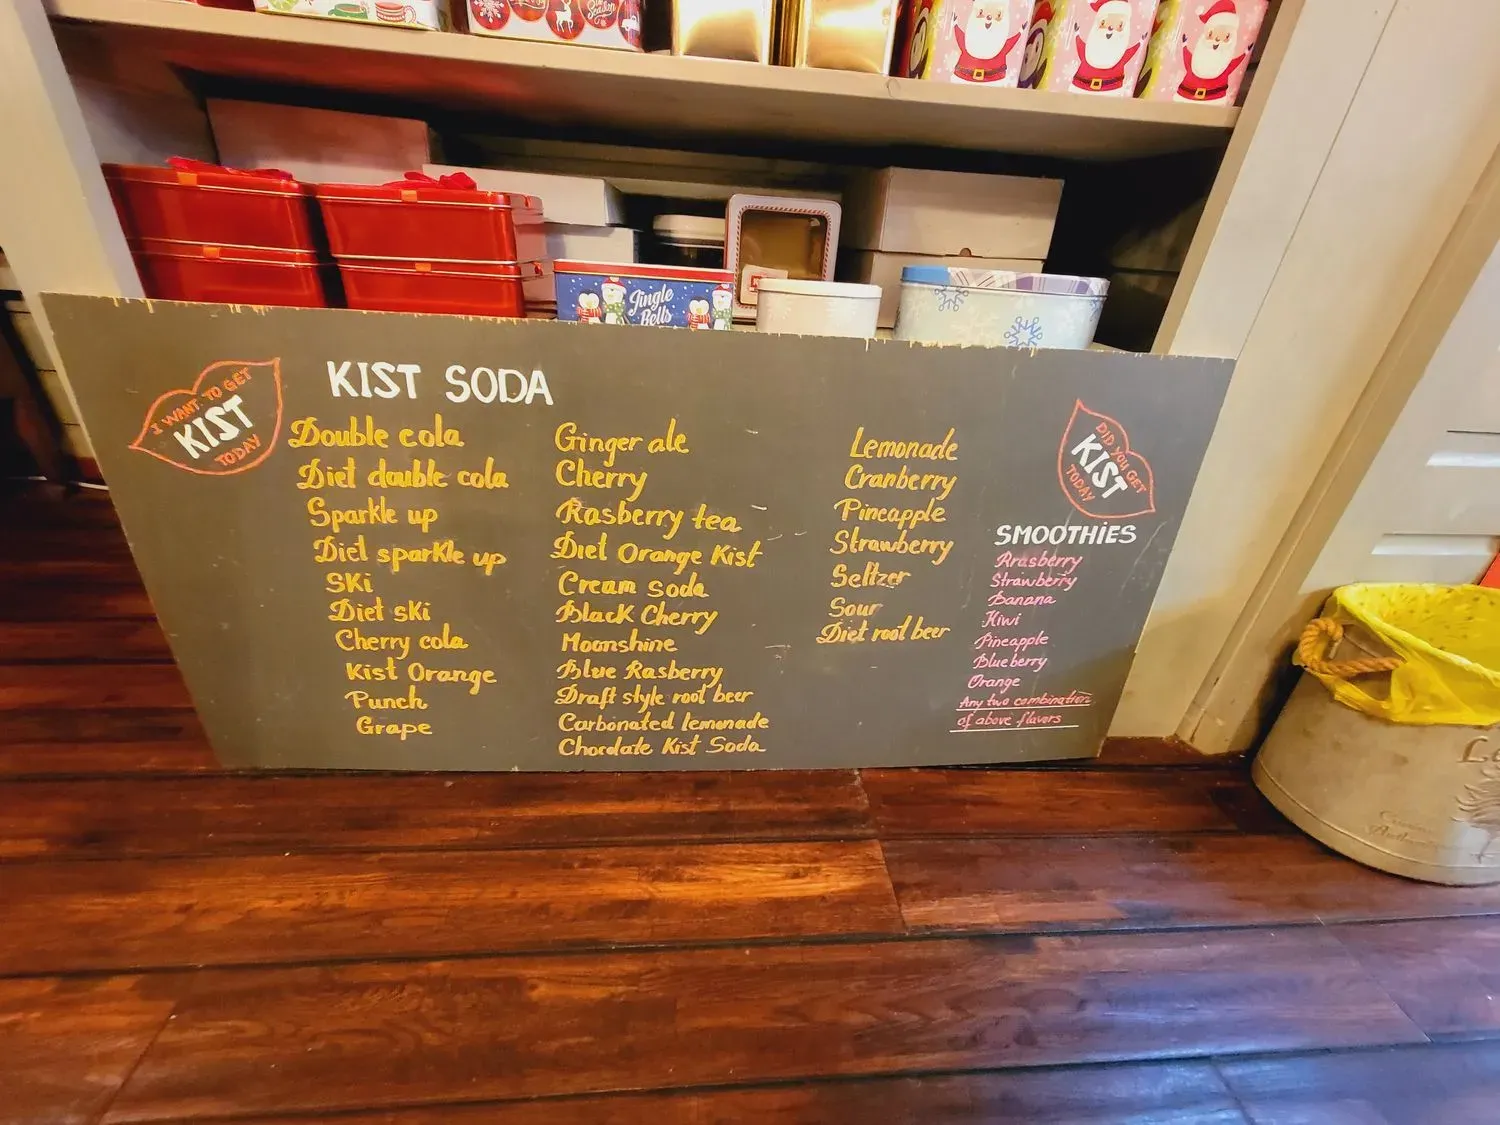 Jingle
Bells
I WANT TO GET
KIST
TODAY
KIST SODA
Double cola
Diet double cola
Sparkle up
Diet sparkle up
SKi
Diet ski
Cherry cola
Kist Orange
Punch
Grape
Ginger ale
Cherry
Rasberry tea
Diet Orange Kist
Cream soda
Black Cherry
Moonshine
Blue Rasberry
Draft style root beer
Carbonated lemonade
Chocolate Kist Soda
Lemonade
Cranberry
Pineapple
Strawberry
Seltzer
Sour
Diet root beer
DID YOU GET
KIST
TODAY
SMOOTHiES
Rrasberry
Strawberry
Banana
Kiwi
Pineapple
Blueberry
Orange
Any two combination
of above flavors